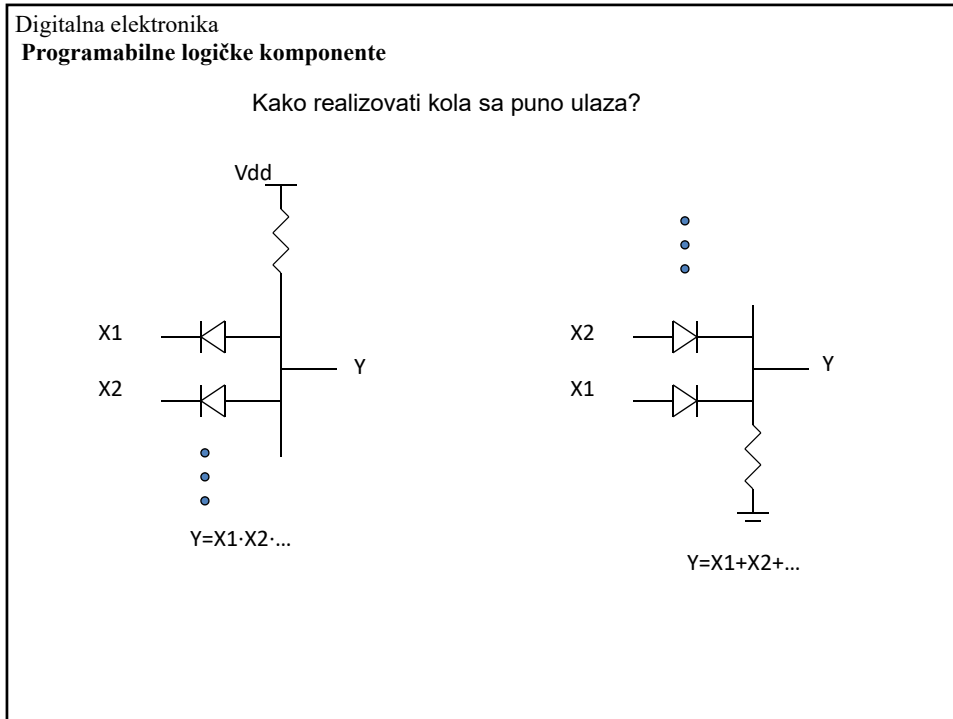 Digitalna elektronika
Programabilne logičke komponente
Kako realizovati kola sa puno ulaza?
Vdd
X1
Y
X2
Y=X1·X2·...
X2
Y
X1
Y=X1+X2+...